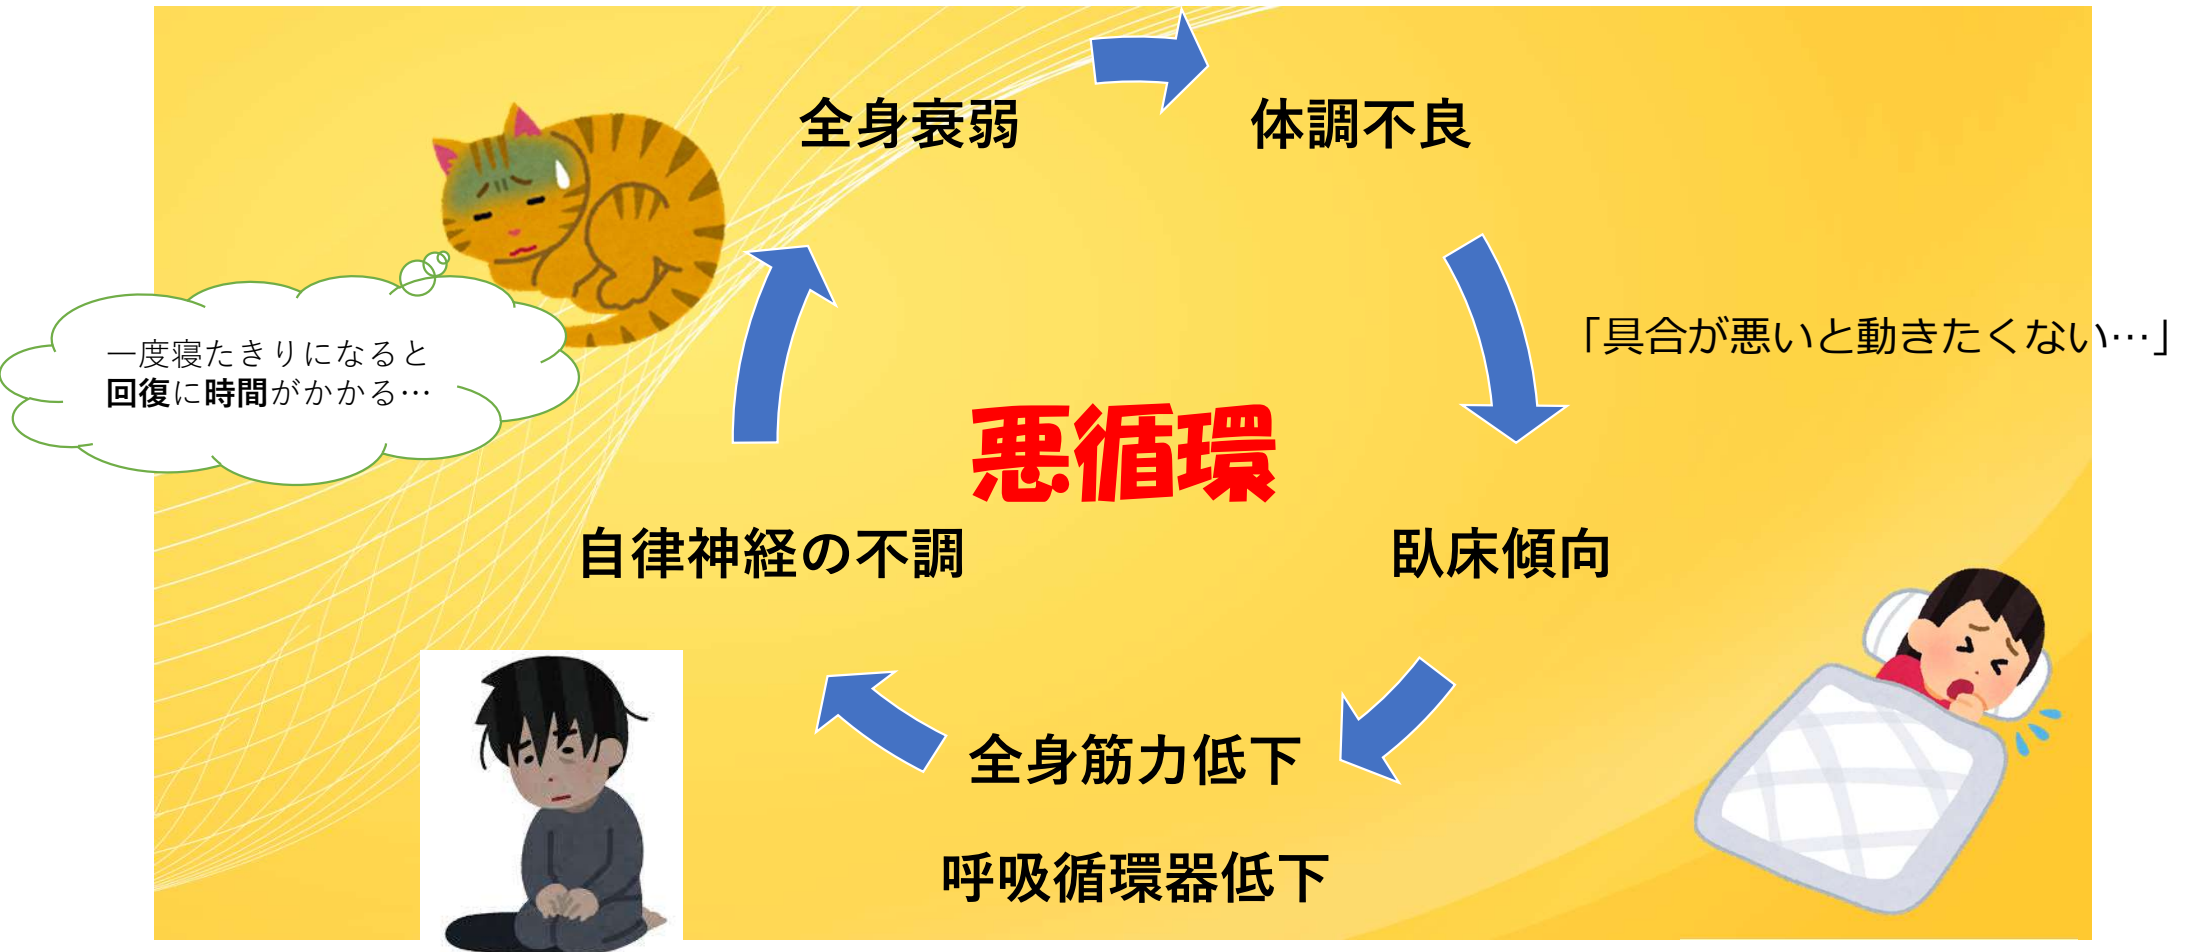 全身衰弱
体調不良
「具合が悪いと動きたくない…」
一度寝たきりになると
回復に時間がかかる…
悪循環
自律神経の不調
臥床傾向
全身筋力低下
呼吸循環器低下